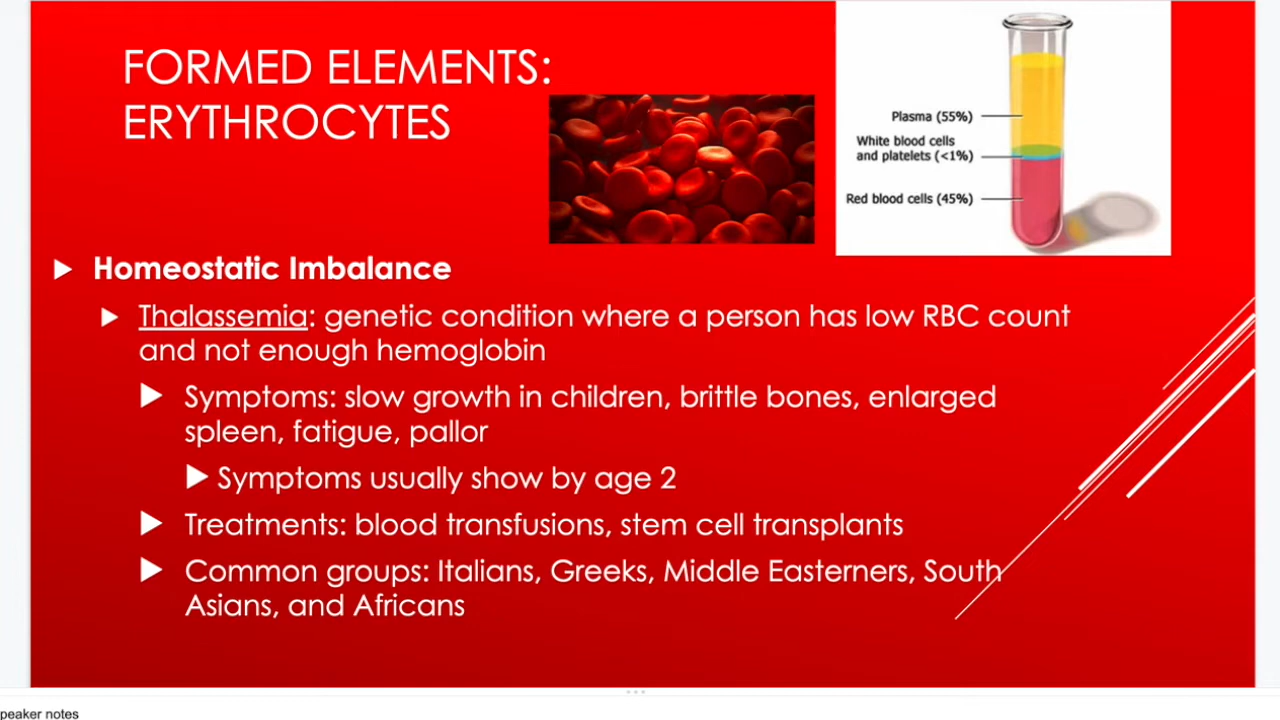 FORMED ELEMENTS:
ERYTHROCYTES
Plasma (55%)
White blood cells
and platelets (<1%)
Red blood cells (45%)
Homeostatic Imbalance
Thalassemia: genetic condition where a person has low RBC count
and not enough hemoglobin
Symptoms: slow growth in children, brittle bones, enlarged
spleen, fatigue, pallor
Symptoms usually show by age 2
Treatments: blood transfusions, stem cell transplants
Common groups: Italians, Greeks, Middle Easterners, South
Asians, and Africans
peaker notes